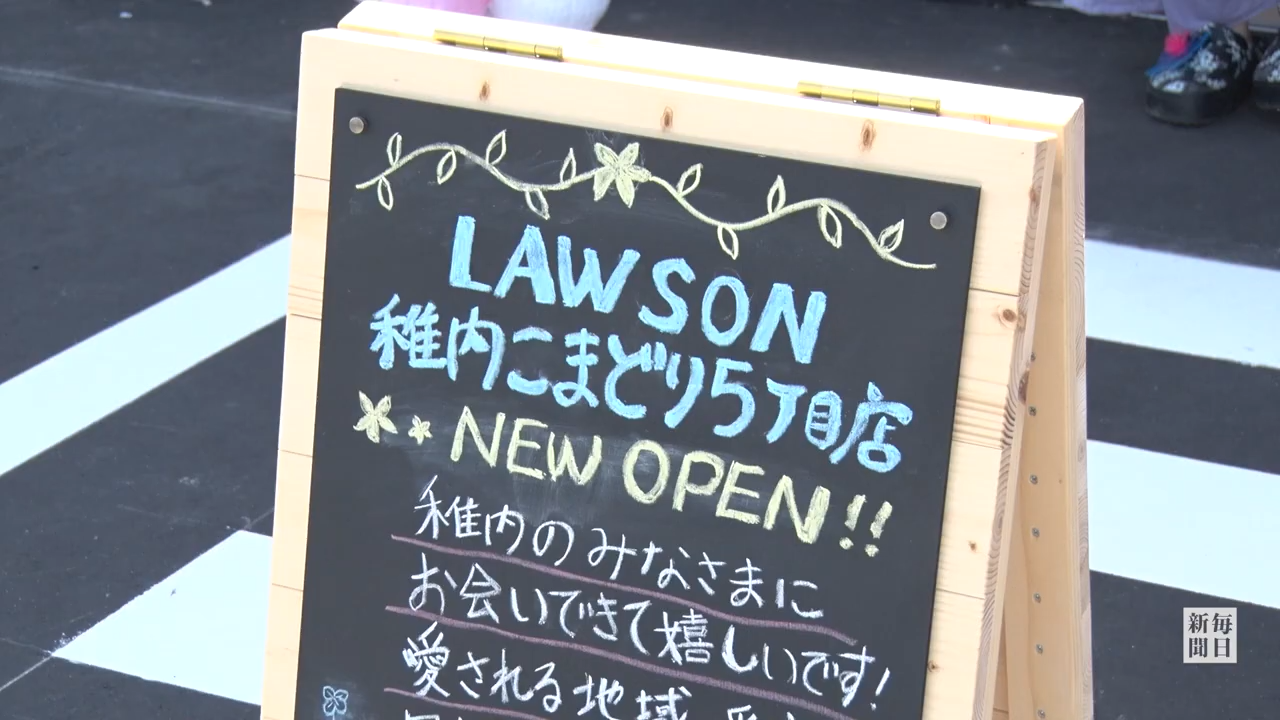 LAWSON
稚内こまどり5丁目店
NEW OPEN!!
稚内のみなさまに
お会いできて嬉しいです!
愛される地域
毎日新聞